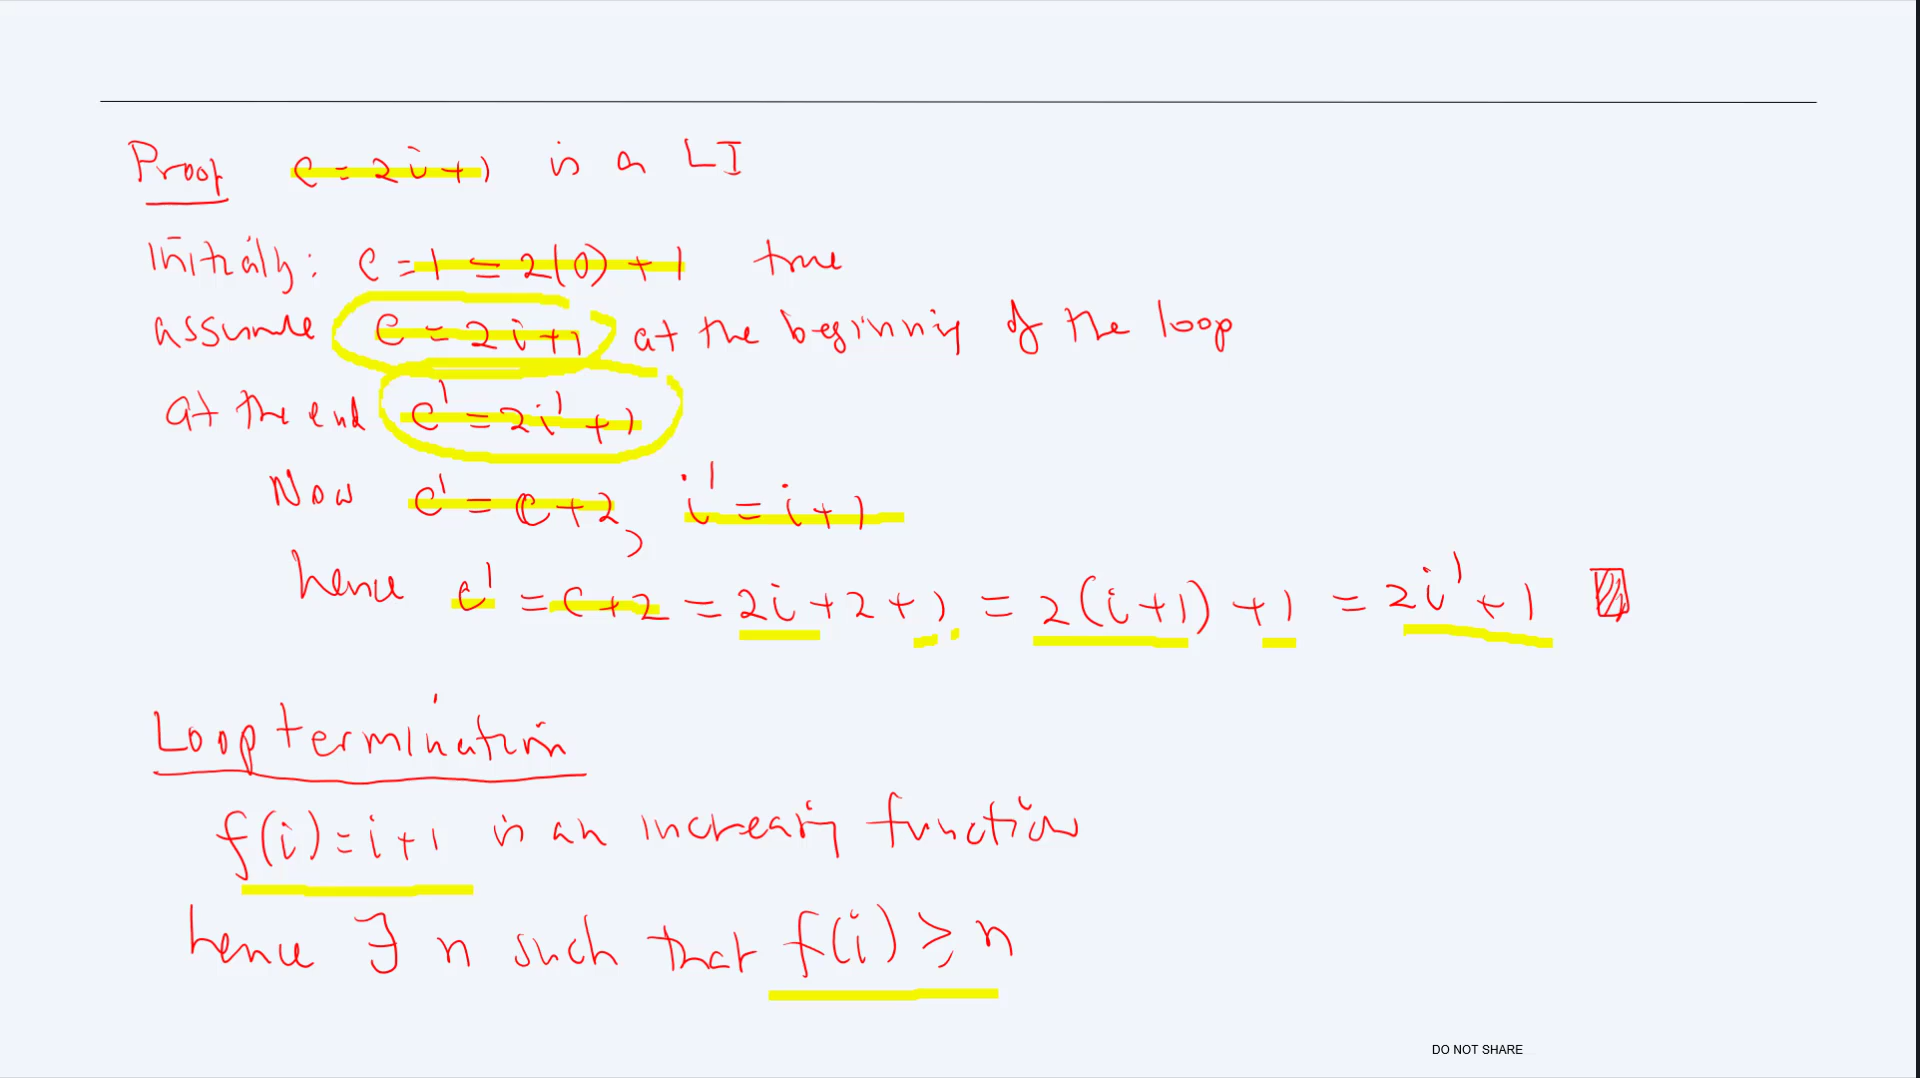 Proof c = 2i+1 is a LI
Initially: c = 1 = 2(0) + 1 true
assume c = 2i+1 at the beginning of the loop
at the end c' = 2i' + 1
Now c' = c+2, i' = i+1
hence c' = c+2 = 2i+2+1 = 2(i+1)+1 = 2i'+1
Loop termination
f(i) = i+1 is an increasing function
hence ∃ n such that f(i) ≥ n
DO NOT SHARE